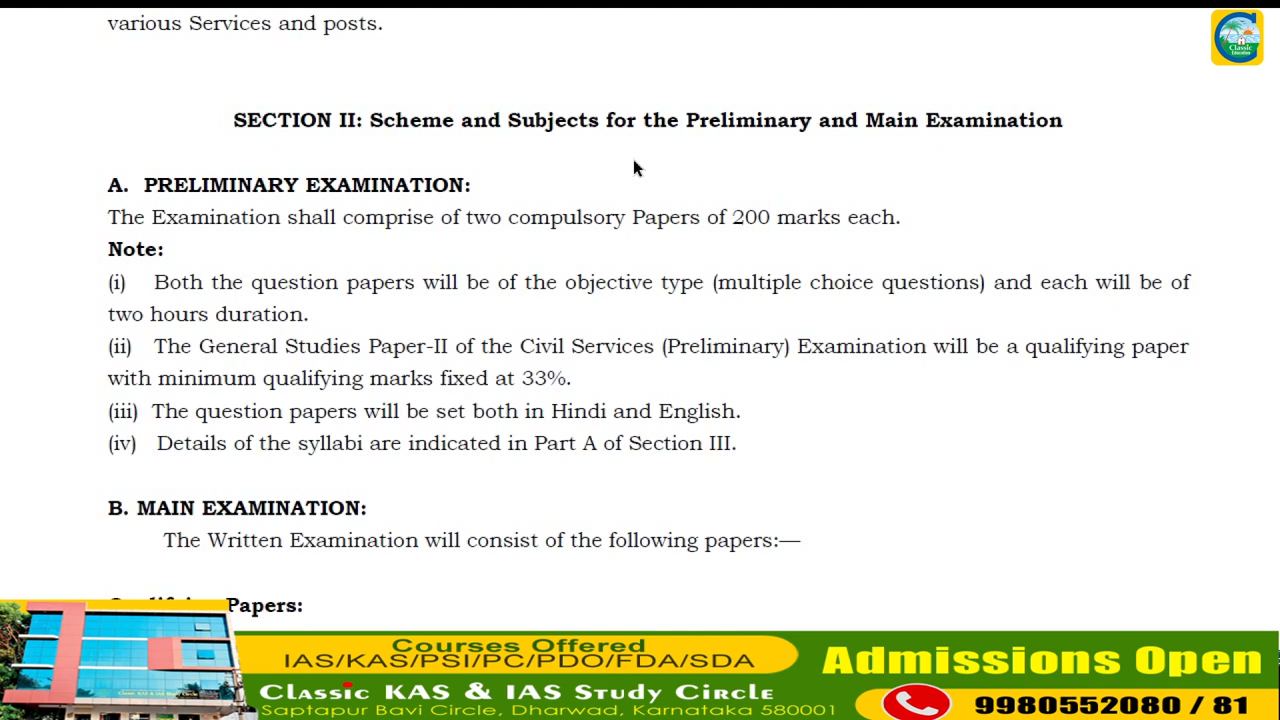 various Services and posts.
Classic
Education
SECTION II: Scheme and Subjects for the Preliminary and Main Examination
A. PRELIMINARY EXAMINATION:
The Examination shall comprise of two compulsory Papers of 200 marks each.
Note:
(i) Both the question papers will be of the objective type (multiple choice questions) and each will be of
two hours duration.
(ii) The General Studies Paper-II of the Civil Services (Preliminary) Examination will be a qualifying paper
with minimum qualifying marks fixed at 33%.
(iii) The question papers will be set both in Hindi and English.
(iv) Details of the syllabi are indicated in Part A of Section III.
B. MAIN EXAMINATION:
The Written Examination will consist of the following papers:—
Papers:
Courses Offered
IAS/KAS/PSI/PC/PDO/FDA/SDA
Classic KAS & IAS Study Circle
Saptapur Bavi Circle, Dharwad, Karnataka 580001
Admissions Open
9980552080 / 81